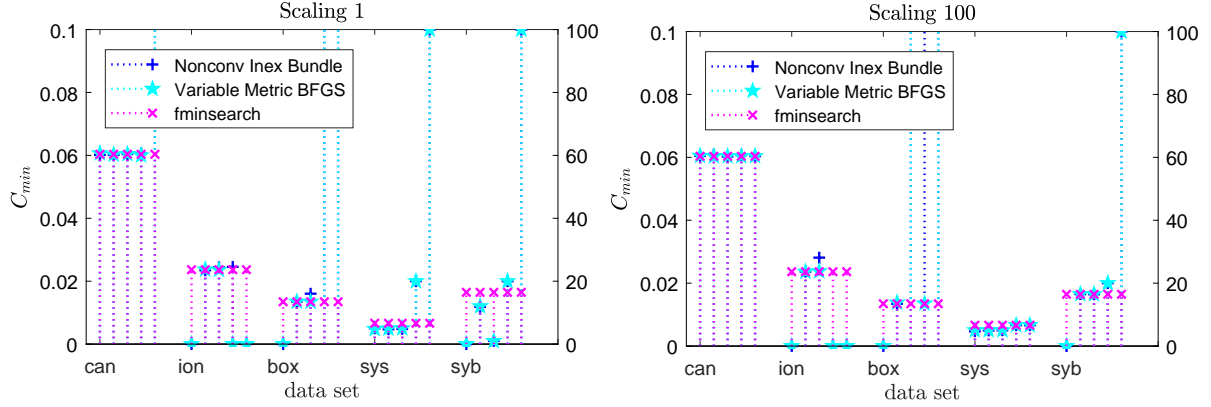 Scaling 1
0.1
0.08
0.06
0.04
0.02
0
C_min
100
80
60
40
20
0
Nonconv Inex Bundle
Variable Metric BFGS
fminsearch
can ion box sys syb
data set
Scaling 100
0.1
0.08
0.06
0.04
0.02
0
C_min
100
80
60
40
20
0
Nonconv Inex Bundle
Variable Metric BFGS
fminsearch
can ion box sys syb
data set